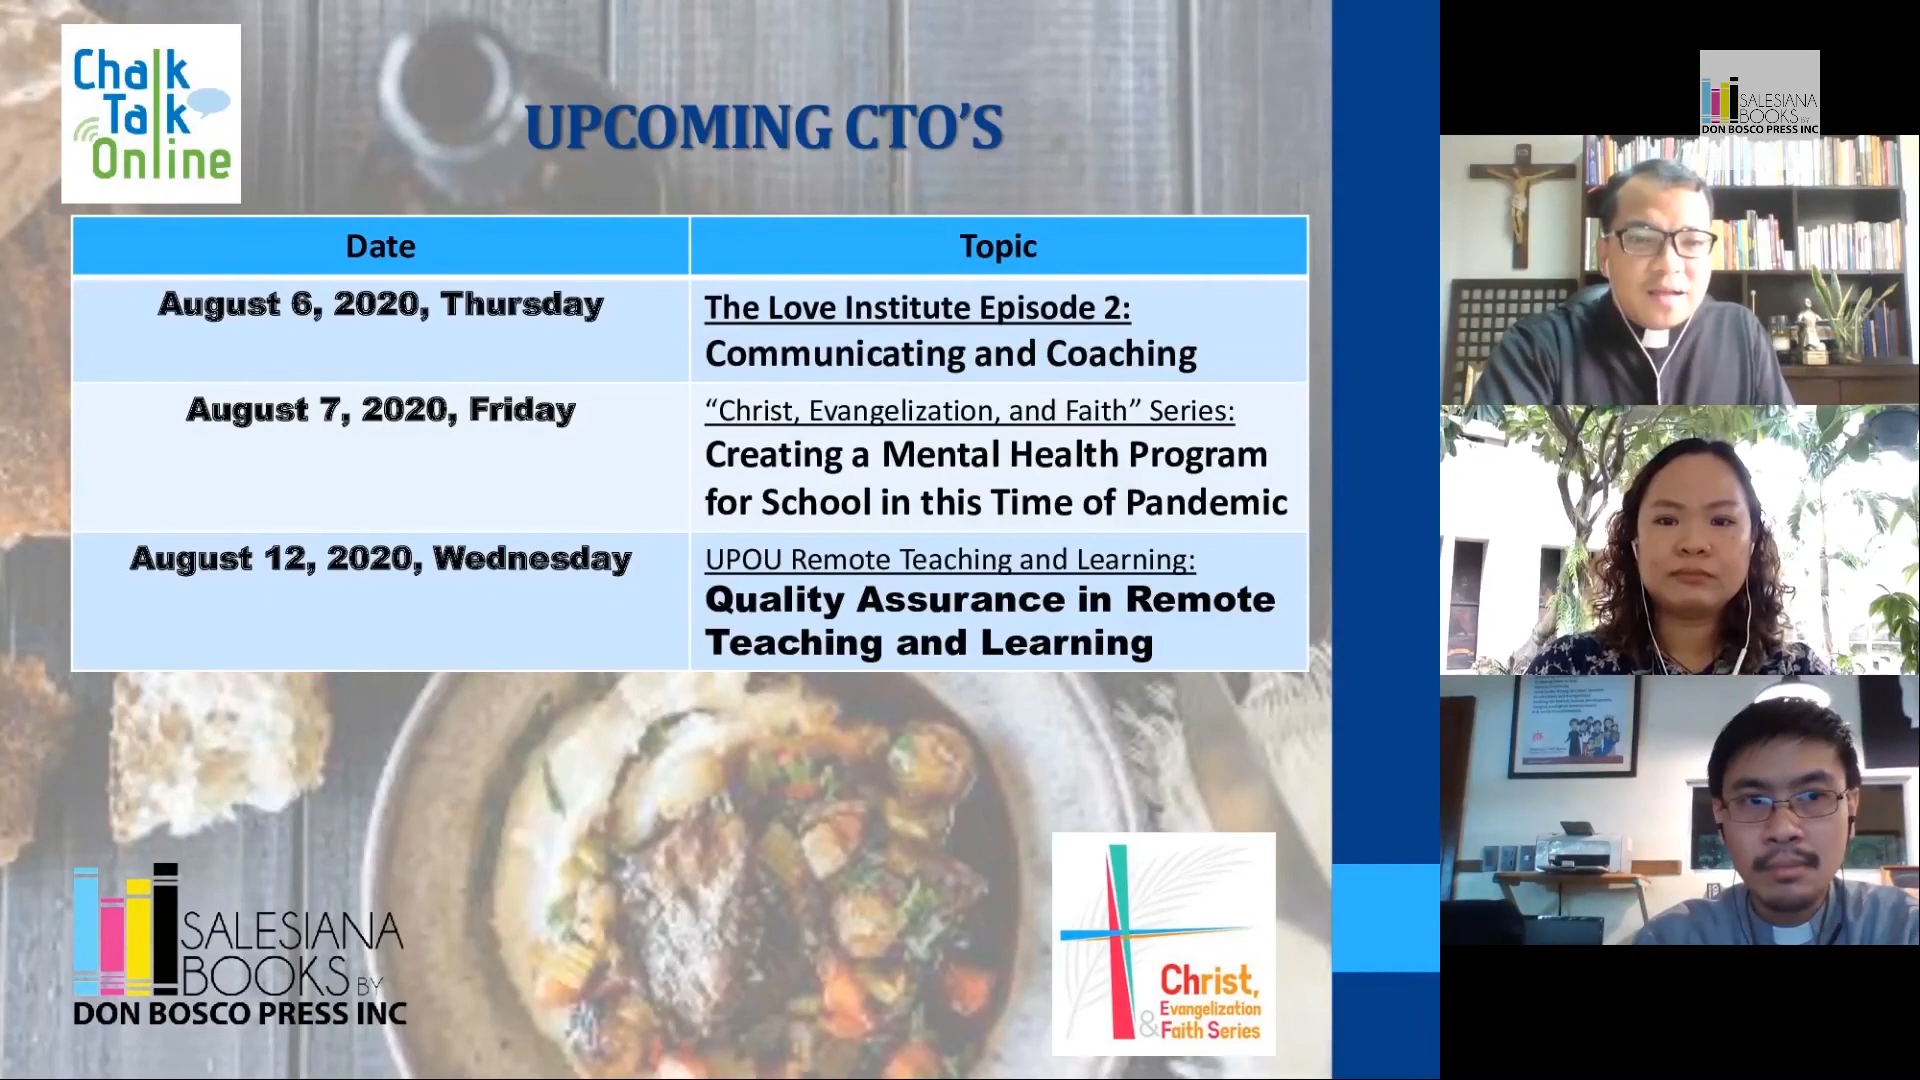 Chalk
Talk
Online
UPCOMING CTO'S
Date
Topic
August 6, 2020, Thursday
The Love Institute Episode 2:
Communicating and Coaching
August 7, 2020, Friday
“Christ, Evangelization, and Faith” Series:
Creating a Mental Health Program
for School in this Time of Pandemic
August 12, 2020, Wednesday
UPOU Remote Teaching and Learning:
Quality Assurance in Remote
Teaching and Learning
SALESIANA
BOOKS BY
DON BOSCO PRESS INC
Christ,
Evangelization
& Faith Series
SALESIANA
BOOKS BY
DON BOSCO PRESS INC